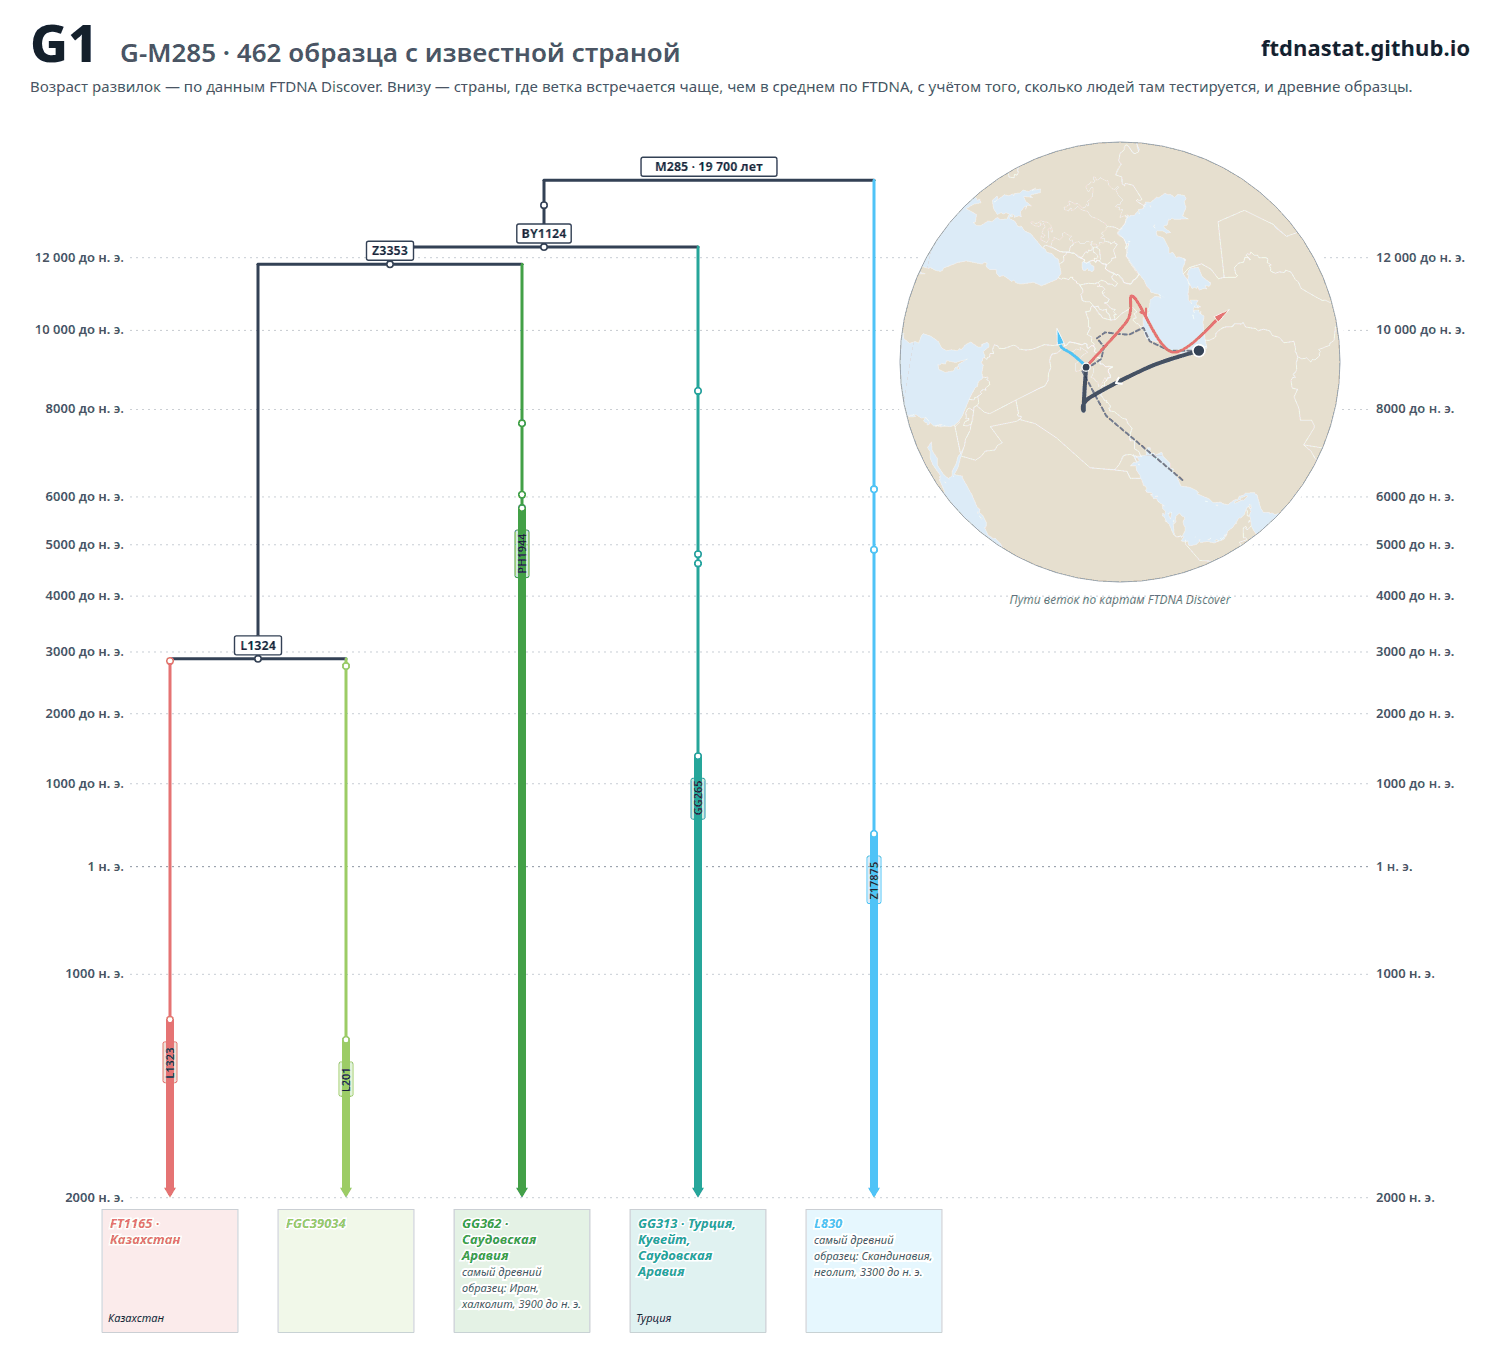 G1
G-M285 · 462 образца с известной страной
ftdnastat.github.io
Возраст развилок — по данным FTDNA Discover. Внизу — страны, где ветка встречается чаще, чем в среднем по FTDNA, с учётом того, сколько людей там тестируется, и древние образцы.
M285 · 19 700 лет
BY1124
Z3353
12 000 до н. э.
12 000 до н. э.
10 000 до н. э.
10 000 до н. э.
8000 до н. э.
8000 до н. э.
6000 до н. э.
6000 до н. э.
5000 до н. э.
5000 до н. э.
PH1944
4000 до н. э.
4000 до н. э.
Пути веток по картам FTDNA Discover
L1324
3000 до н. э.
3000 до н. э.
2000 до н. э.
2000 до н. э.
1000 до н. э.
1000 до н. э.
GG265
1 н. э.
1 н. э.
Z17875
1000 н. э.
1000 н. э.
L1323
L201
2000 н. э.
2000 н. э.
FT1165 ·
Казахстан
Казахстан
FGC39034
GG362 ·
Саудовская
Аравия
самый древний
образец: Иран,
халколит, 3900 до н. э.
GG313 · Турция,
Кувейт,
Саудовская
Аравия
Турция
L830
самый древний
образец: Скандинавия,
неолит, 3300 до н. э.